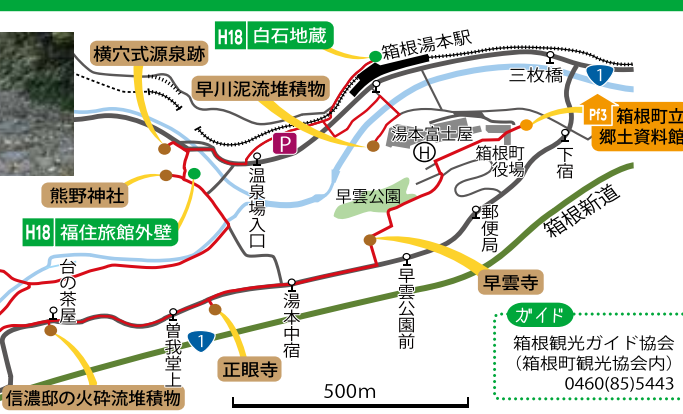 横穴式源泉跡
H18 白石地蔵
箱根湯本駅
三枚橋
1
早川泥流堆積物
P
湯本富士屋
H
Pf3 箱根町立
郷土資料館
箱根町
役場
下宿
温泉場入口
早雲公園
熊野神社
H18 福住旅館外壁
郵便局
箱根新道
早雲寺
台の茶屋
湯本中宿
早雲公園前
曽我堂上
1
正眼寺
信濃邸の火砕流堆積物
500m
ガイド
箱根観光ガイド協会
（箱根町観光協会内）
0460(85)5443